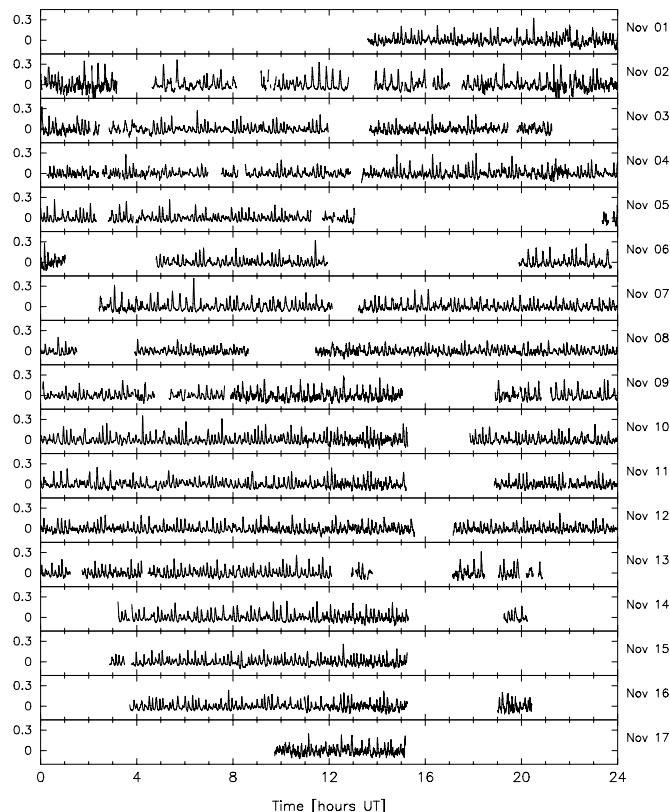 0.3
0
Nov 01
0.3
0
Nov 02
0.3
0
Nov 03
0.3
0
Nov 04
0.3
0
Nov 05
0.3
0
Nov 06
0.3
0
Nov 07
0.3
0
Nov 08
0.3
0
Nov 09
0.3
0
Nov 10
0.3
0
Nov 11
0.3
0
Nov 12
0.3
0
Nov 13
0.3
0
Nov 14
0.3
0
Nov 15
0.3
0
Nov 16
0.3
0
Nov 17
0 4 8 12 16 20 24
Time [hours UT]